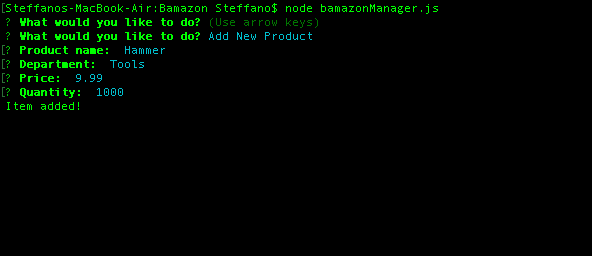 [Steffanos-MacBook-Air:Bamazon Steffano$ node bamazonManager.js
? What would you like to do? (Use arrow keys)
? What would you like to do? Add New Product
[? Product name: Hammer
[? Department: Tools
[? Price: 9.99
[? Quantity: 1000
Item added!